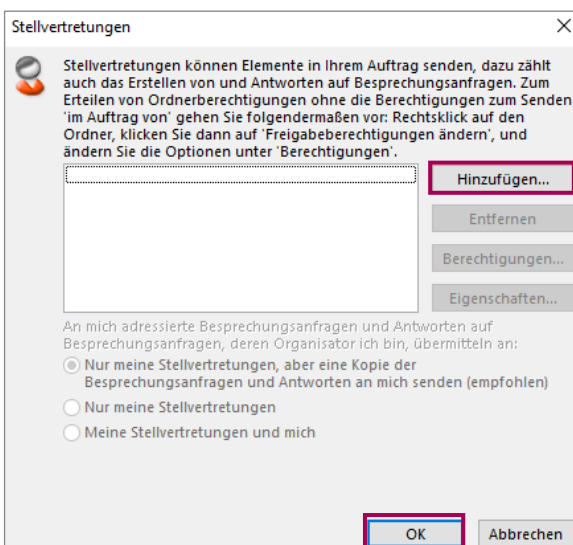 Stellvertretungen
Stellvertretungen können Elemente in Ihrem Auftrag senden, dazu zählt
auch das Erstellen von und Antworten auf Besprechungsanfragen. Zum
Erteilen von Ordnerberechtigungen ohne die Berechtigungen zum Senden
'im Auftrag von' gehen Sie folgendermaßen vor: Rechtsklick auf den
Ordner, klicken Sie dann auf 'Freigabeberechtigungen ändern', und
ändern Sie die Optionen unter 'Berechtigungen'.
Hinzufügen...
Entfernen
Berechtigungen...
Eigenschaften...
An mich adressierte Besprechungsanfragen und Antworten auf
Besprechungsanfragen, deren Organisator ich bin, übermitteln an:
Nur meine Stellvertretungen, aber eine Kopie der
Besprechungsanfragen und Antworten an mich senden (empfohlen)
Nur meine Stellvertretungen
Meine Stellvertretungen und mich
OK
Abbrechen